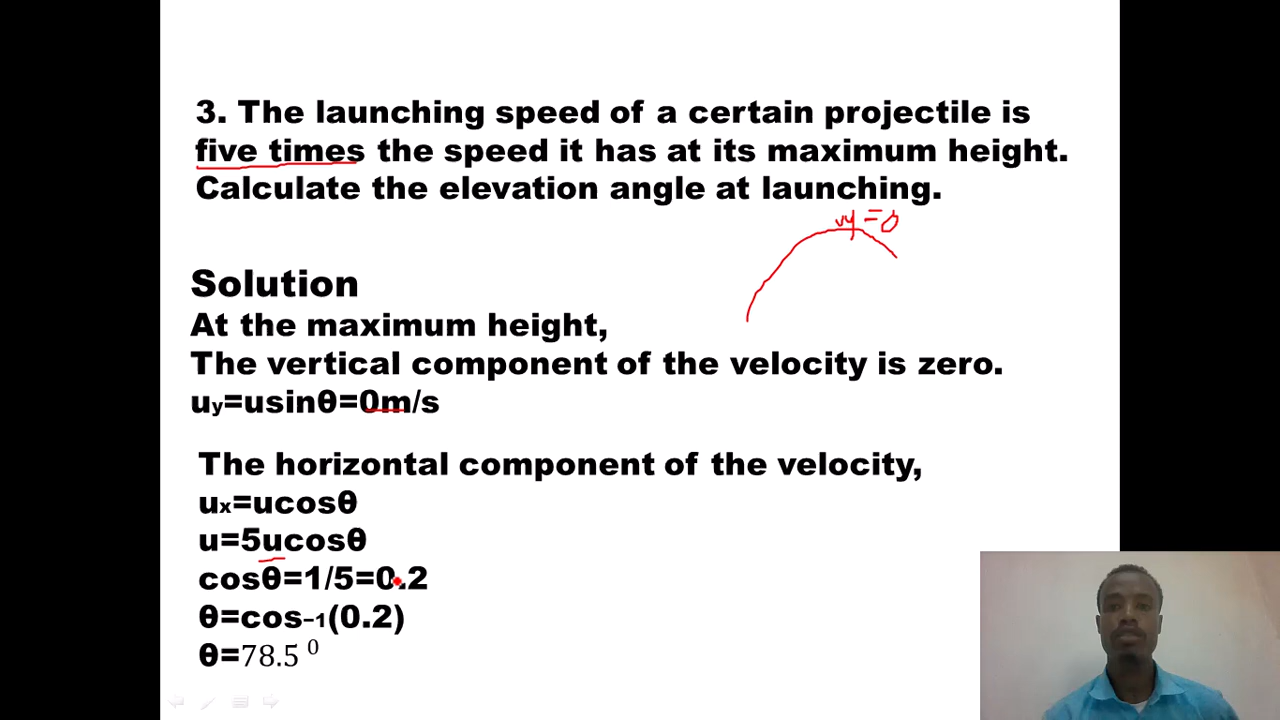 3. The launching speed of a certain projectile is
five times the speed it has at its maximum height.
Calculate the elevation angle at launching.
vy = 0
Solution
At the maximum height,
The vertical component of the velocity is zero.
uy=usinθ=0m/s
The horizontal component of the velocity,
ux=ucosθ
u=5ucosθ
cosθ=1/5=0.2
θ=cos-1(0.2)
θ=78.5 0